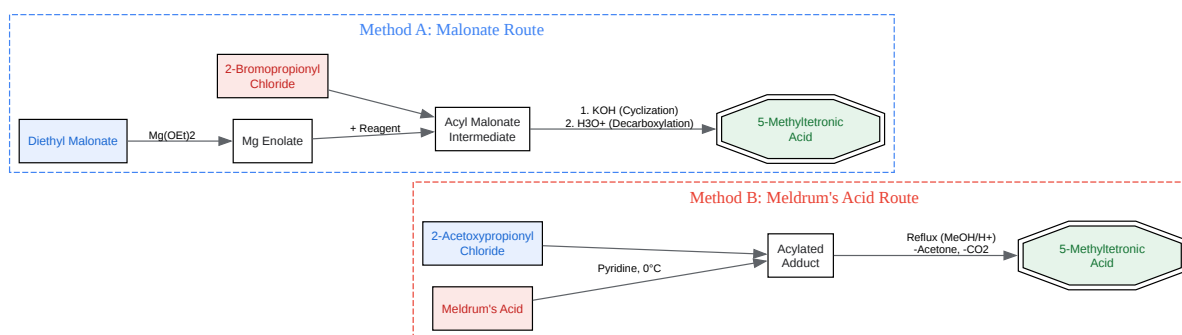 Method A: Malonate Route
2-Bromopropionyl
Chloride
Diethyl Malonate
Mg(OEt)2
Mg Enolate
+ Reagent
Acyl Malonate
Intermediate
1. KOH (Cyclization)
2. H3O+ (Decarboxylation)
5-Methyltetronic
Acid
Method B: Meldrum's Acid Route
2-Acetoxypropionyl
Chloride
Meldrum's Acid
Pyridine, 0°C
Acylated
Adduct
Reflux (MeOH/H+)
-Acetone, -CO2
5-Methyltetronic
Acid